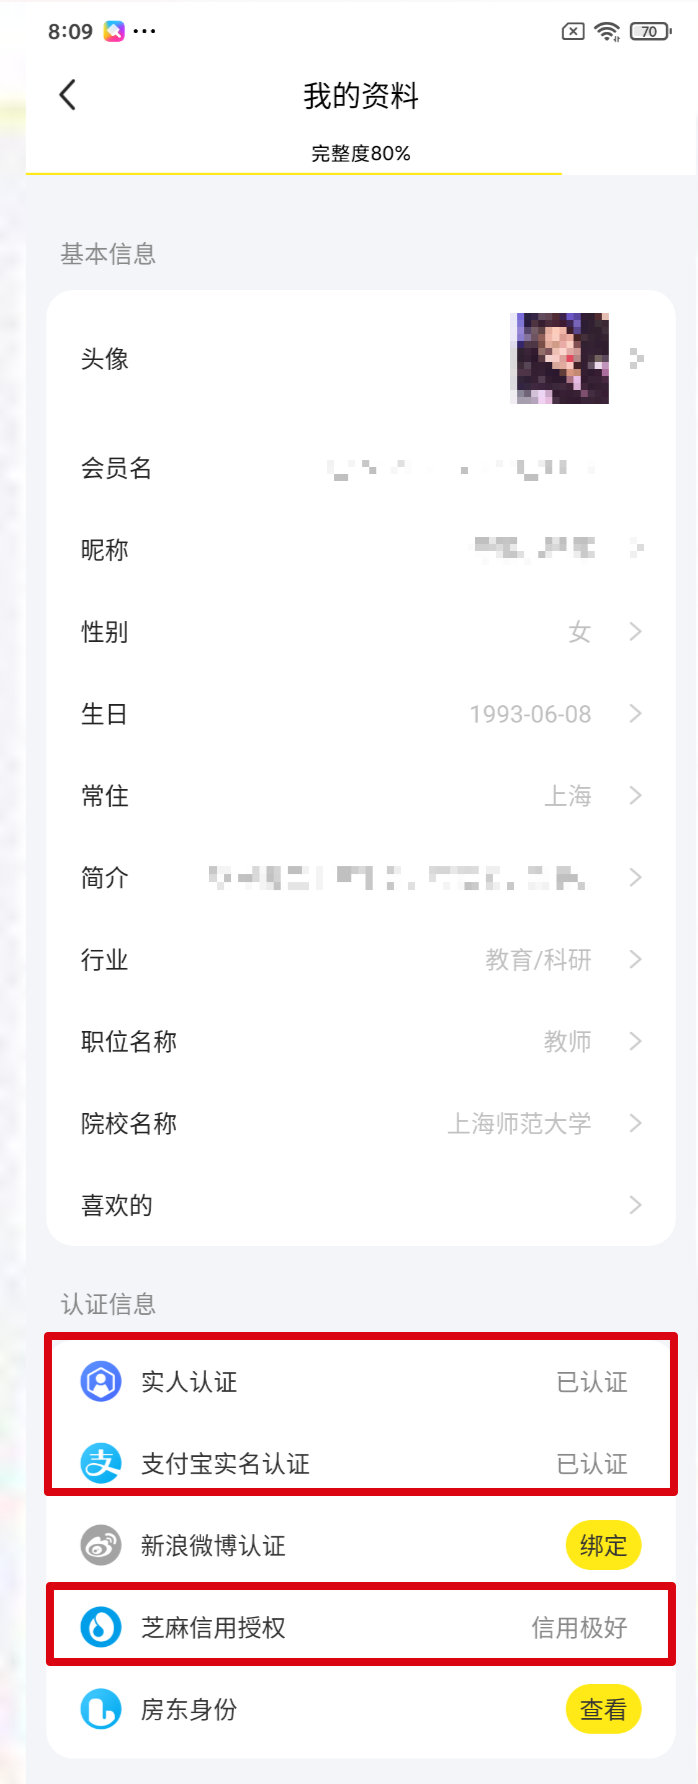 8:09
70
我的资料
完整度80%
基本信息
头像
会员名
昵称
性别 女
生日 1993-06-08
常住 上海
简介
行业 教育/科研
职位名称 教师
院校名称 上海师范大学
喜欢的
认证信息
实人认证 已认证
支付宝实名认证 已认证
新浪微博认证 绑定
芝麻信用授权 信用极好
房东身份 查看